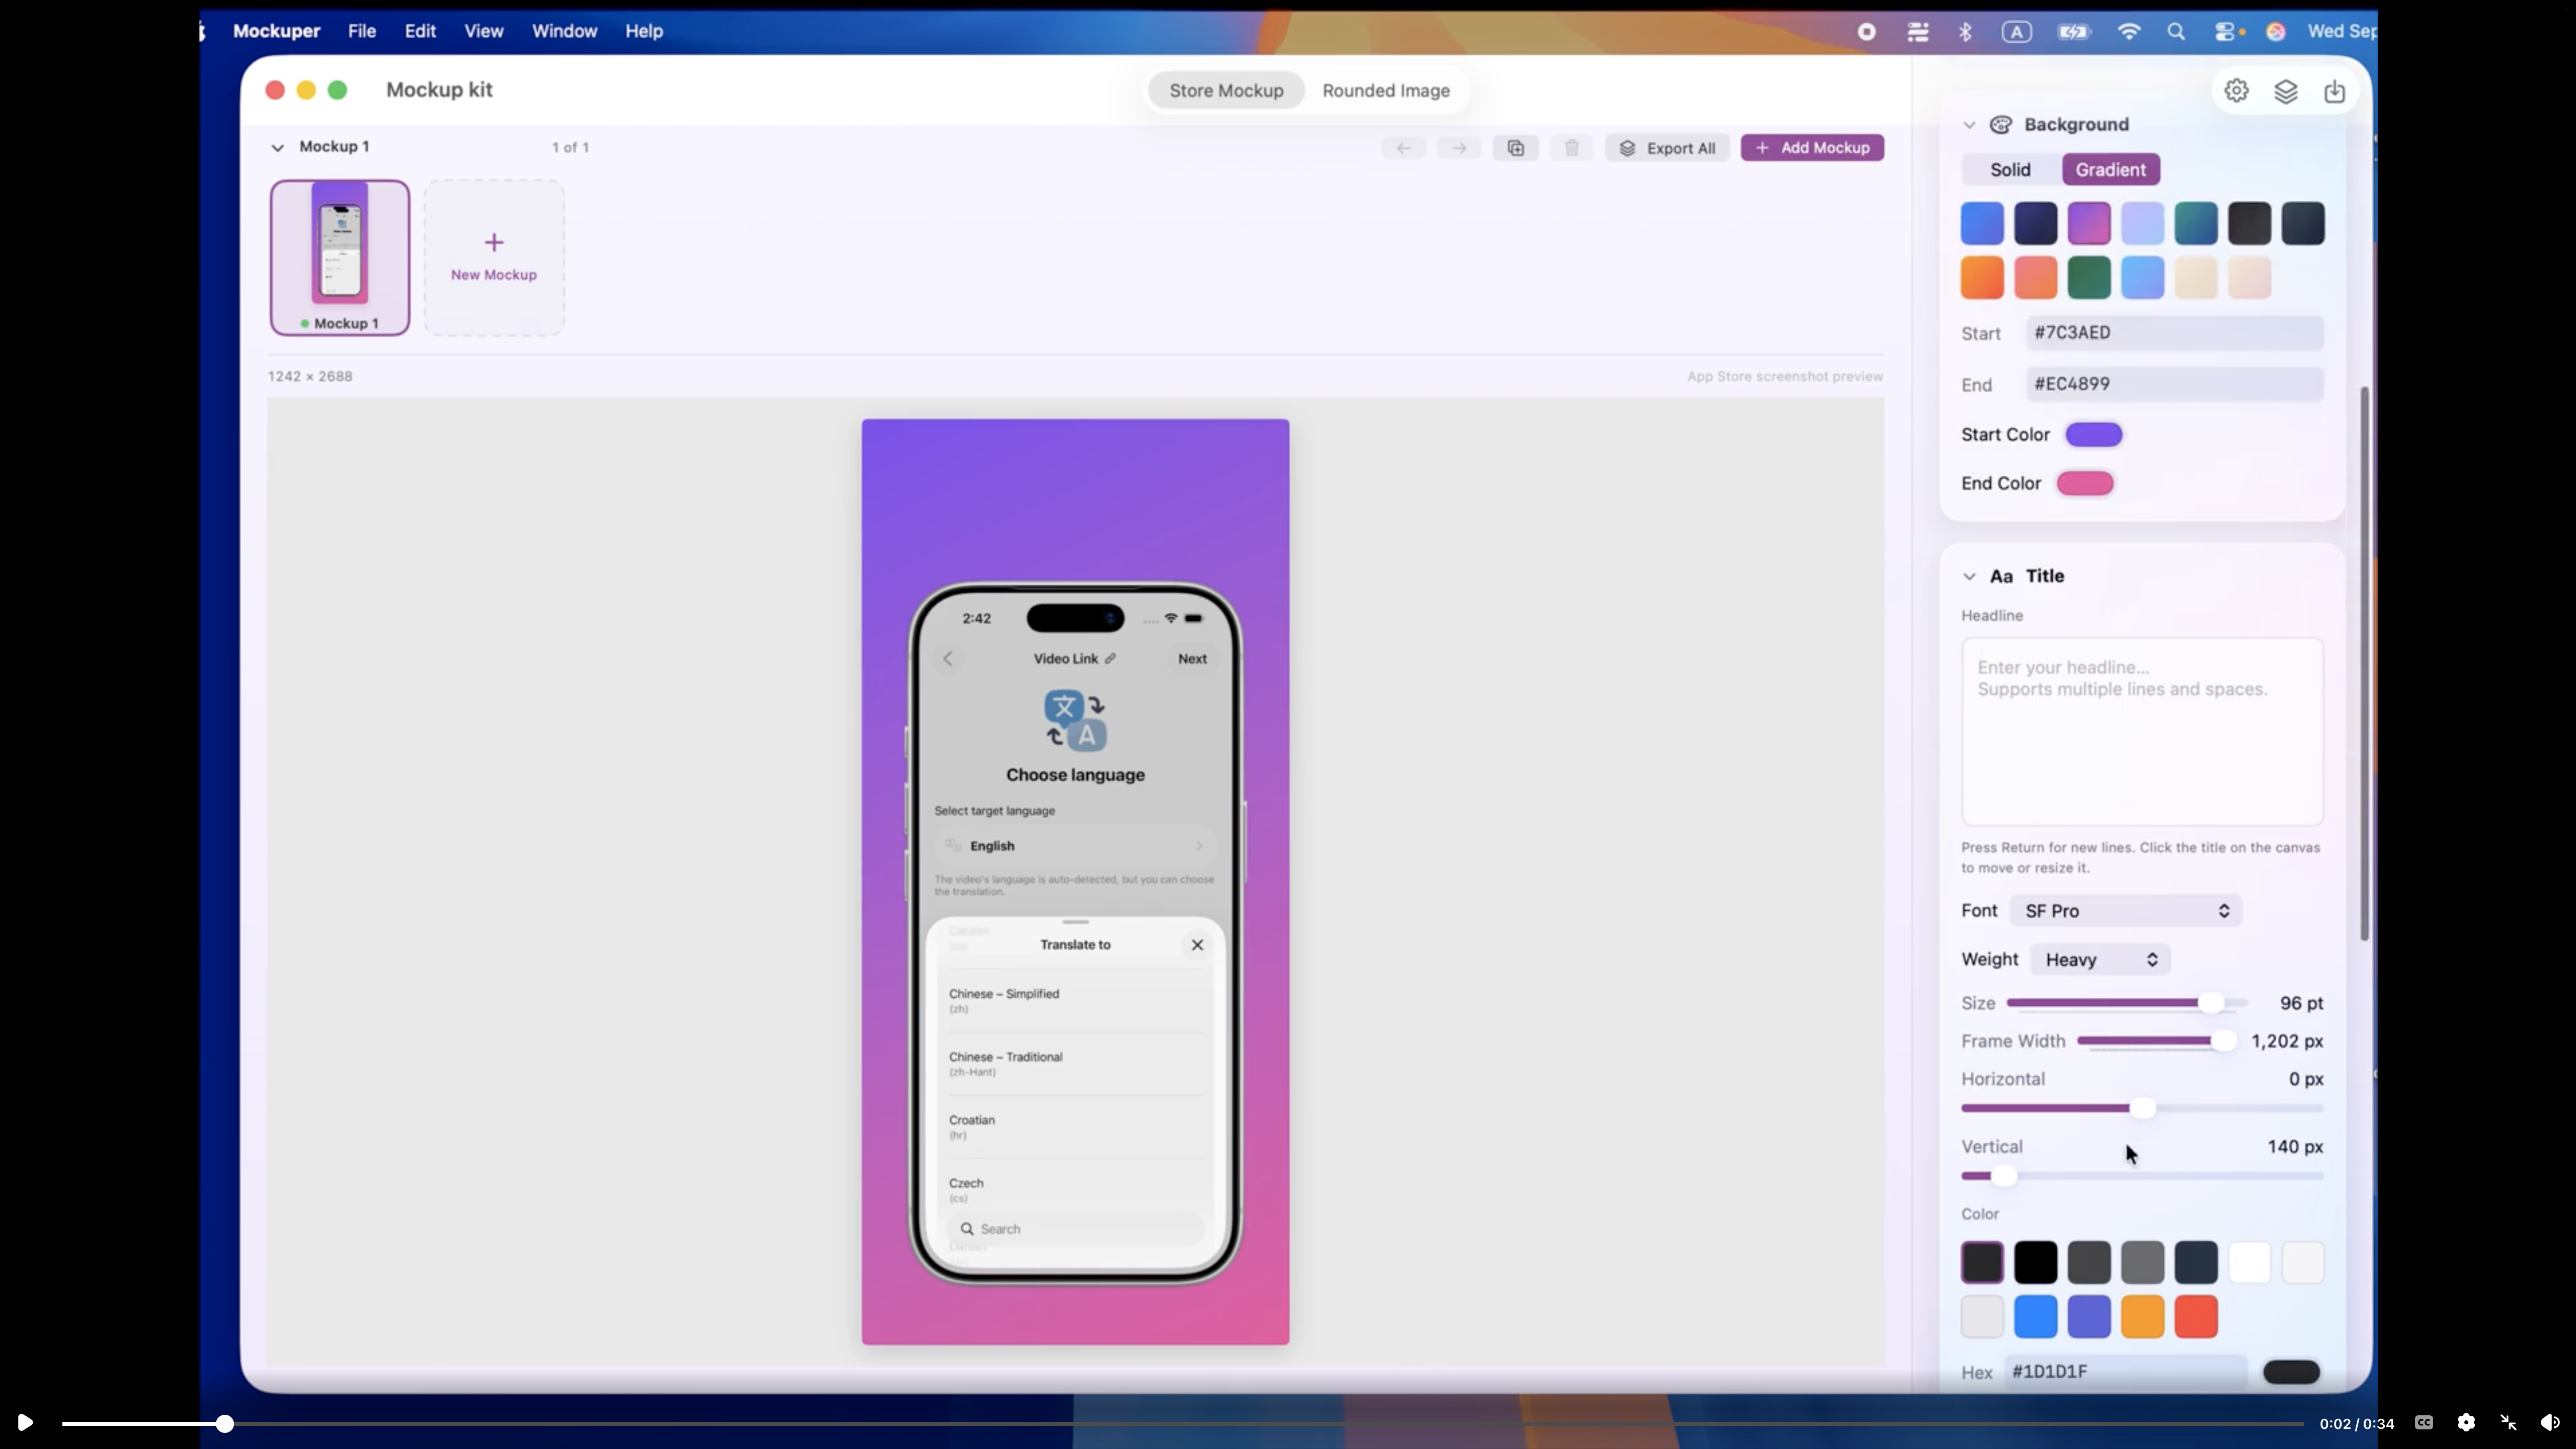 Mockuper File Edit View Window Help
A
Wed Sep
Mockup kit
Store Mockup Rounded Image
Mockup 1
1 of 1
Export All
+ Add Mockup
Mockup 1
+
New Mockup
1242 × 2688
App Store screenshot preview
2:42
Video Link
Next
文
A
Choose language
Select target language
English
The video's language is auto-detected, but you can choose
the translation.
Catalan
Translate to
Chinese – Simplified
(zh)
Chinese – Traditional
(zh-Hant)
Croatian
(hr)
Czech
(cs)
Search
Danish
Background
Solid Gradient
Start #7C3AED
End #EC4899
Start Color
End Color
Aa Title
Headline
Enter your headline...
Supports multiple lines and spaces.
Press Return for new lines. Click the title on the canvas
to move or resize it.
Font SF Pro
Weight Heavy
Size 96 pt
Frame Width 1,202 px
Horizontal 0 px
Vertical 140 px
Color
Hex #1D1D1F
0:02 / 0:34
CC